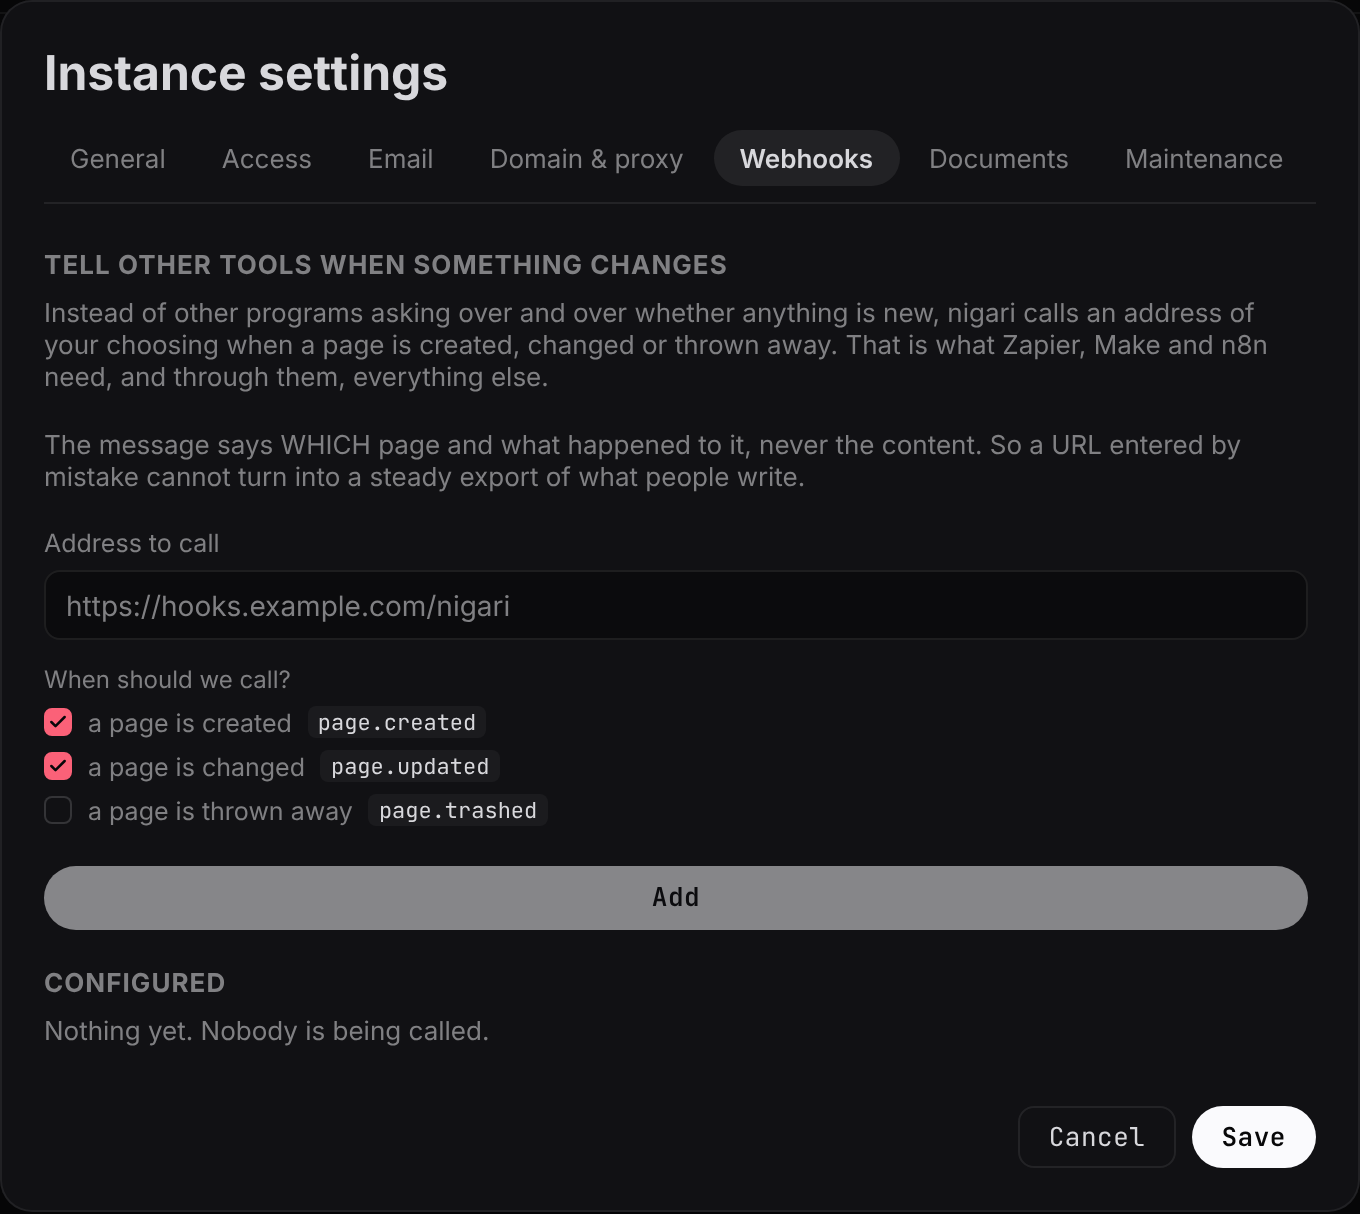 Instance settings
General Access Email Domain & proxy Webhooks Documents Maintenance
TELL OTHER TOOLS WHEN SOMETHING CHANGES
Instead of other programs asking over and over whether anything is new, nigari calls an address of
your choosing when a page is created, changed or thrown away. That is what Zapier, Make and n8n
need, and through them, everything else.
The message says WHICH page and what happened to it, never the content. So a URL entered by
mistake cannot turn into a steady export of what people write.
Address to call
https://hooks.example.com/nigari
When should we call?
a page is created page.created
a page is changed page.updated
a page is thrown away page.trashed
Add
CONFIGURED
Nothing yet. Nobody is being called.
Cancel Save